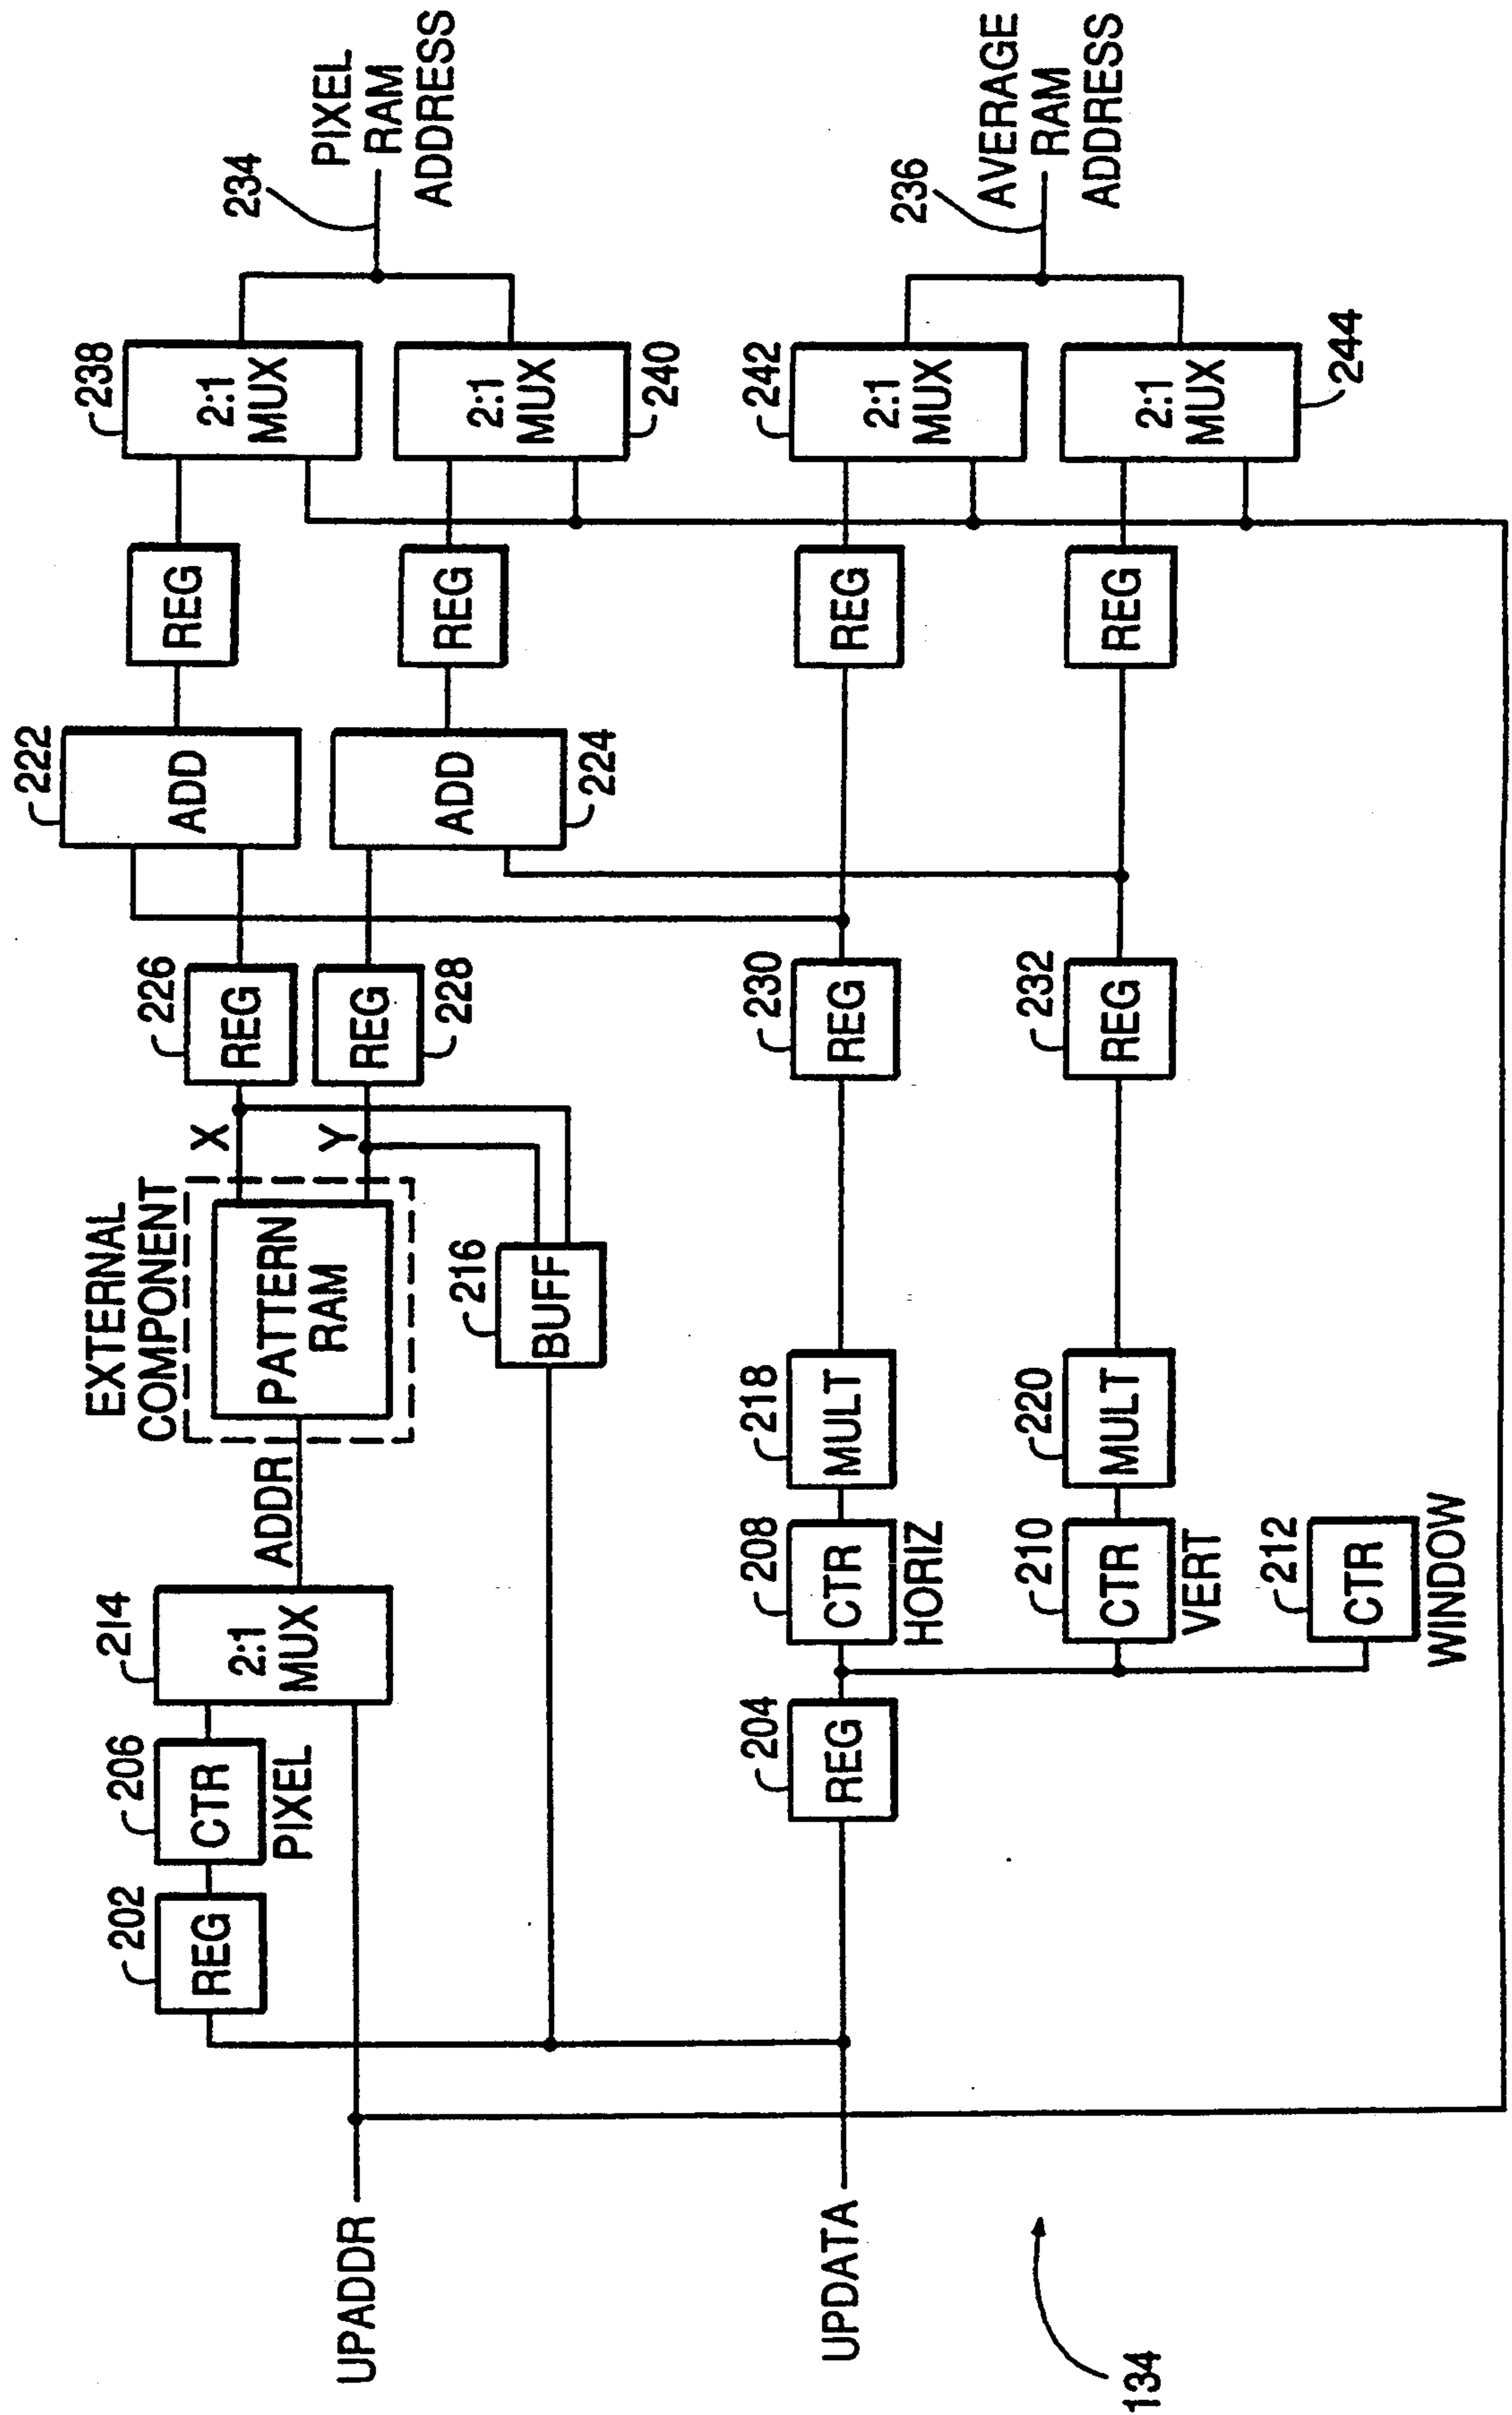 UPADDR
UPDATA
134
202
REG
206
CTR
PIXEL
214
2:1
MUX
ADDR
EXTERNAL
COMPONENT
PATTERN
RAM
X
Y
216
BUFF
226
REG
REG
228
222
ADD
ADD
224
REG
REG
238
2:1
MUX
2:1
MUX
240
234
PIXEL
RAM
ADDRESS
204
REG
208
CTR
HORIZ
218
MULT
230
REG
REG
242
2:1
MUX
236
AVERAGE
RAM
ADDRESS
210
CTR
VERT
220
MULT
232
REG
REG
2:1
MUX
244
212
CTR
WINDOW